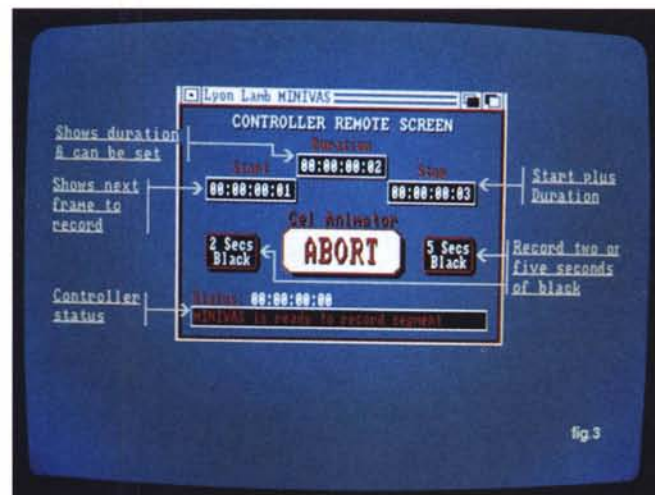 Lyon Lamb MINIVAS
CONTROLLER REMOTE SCREEN
Shows duration
& can be set
Duration
00:00:00:02
Start
00:00:00:01
Stop
00:00:00:03
Start plus
Duration
Shows next
frame to
record
Cel Animator
2 Secs
Black
ABORT
5 Secs
Black
Record two or
five seconds
of black
Controller
status
Status 00:00:00:00
MINIVAS is ready to record segment
fig.3